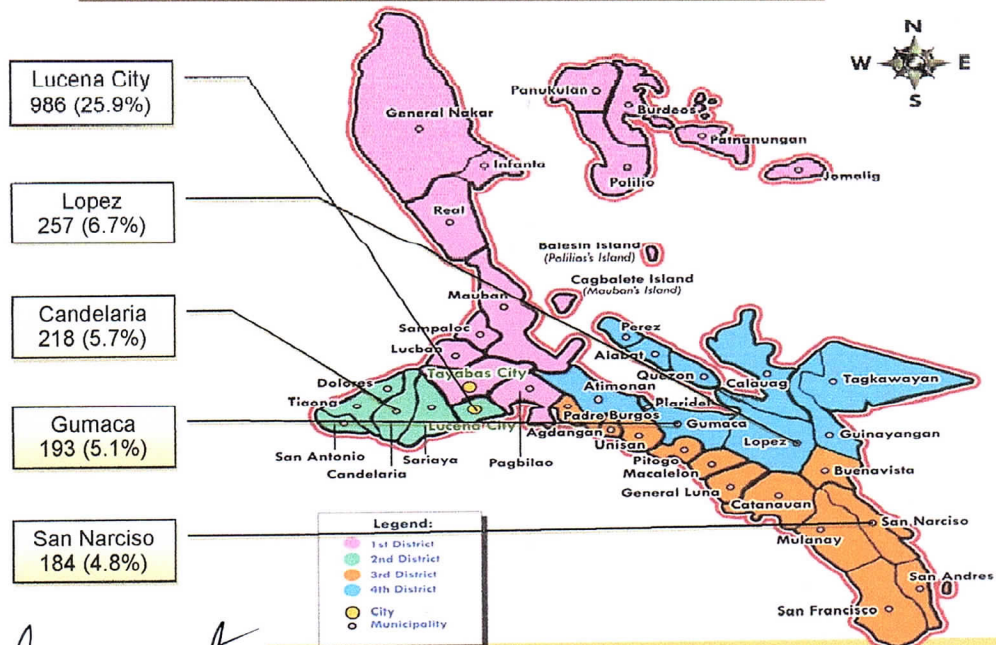 Lucena City
986 (25.9%)
Lopez
257 (6.7%)
Candelaria
218 (5.7%)
Gumaca
193 (5.1%)
San Narciso
184 (4.8%)
N
W
E
S
General Nakar
Infanta
Real
Panukulan
Burdeos
Patnanungan
Polilio
Jomalig
Balesin Island
(Polilios's Island)
Cagbalete Island
(Mauban's Island)
Mauban
Sampaloc
Lucban
Tayabas City
Dolores
Tiaong
San Antonio
Candelaria
Sariaya
Lucena City
Pagbilao
Perez
Alabat
Quezon
Calauag
Tagkawayan
Atimonan
Plaridel
Padre Burgos
Gumaca
Agdangan
Unisan
Lopez
Guinayangan
Pitogo
Macalelon
Buenavista
General Luna
Catanauan
San Narciso
Mulanay
San Andres
San Francisco
Legend:
1st District
2nd District
3rd District
4th District
City
Municipality